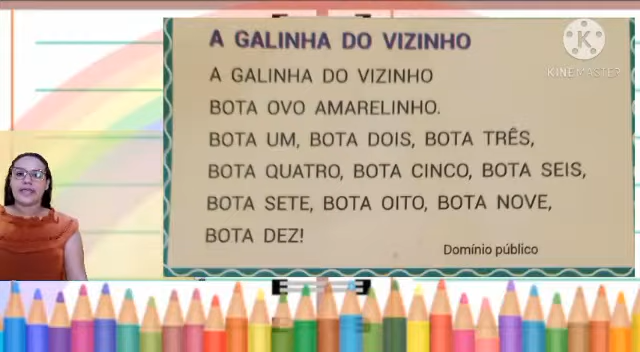 A GALINHA DO VIZINHO
A GALINHA DO VIZINHO
BOTA OVO AMARELINHO.
BOTA UM, BOTA DOIS, BOTA TRÊS,
BOTA QUATRO, BOTA CINCO, BOTA SEIS,
BOTA SETE, BOTA OITO, BOTA NOVE,
BOTA DEZ!
Domínio público
K
KINEMASTER